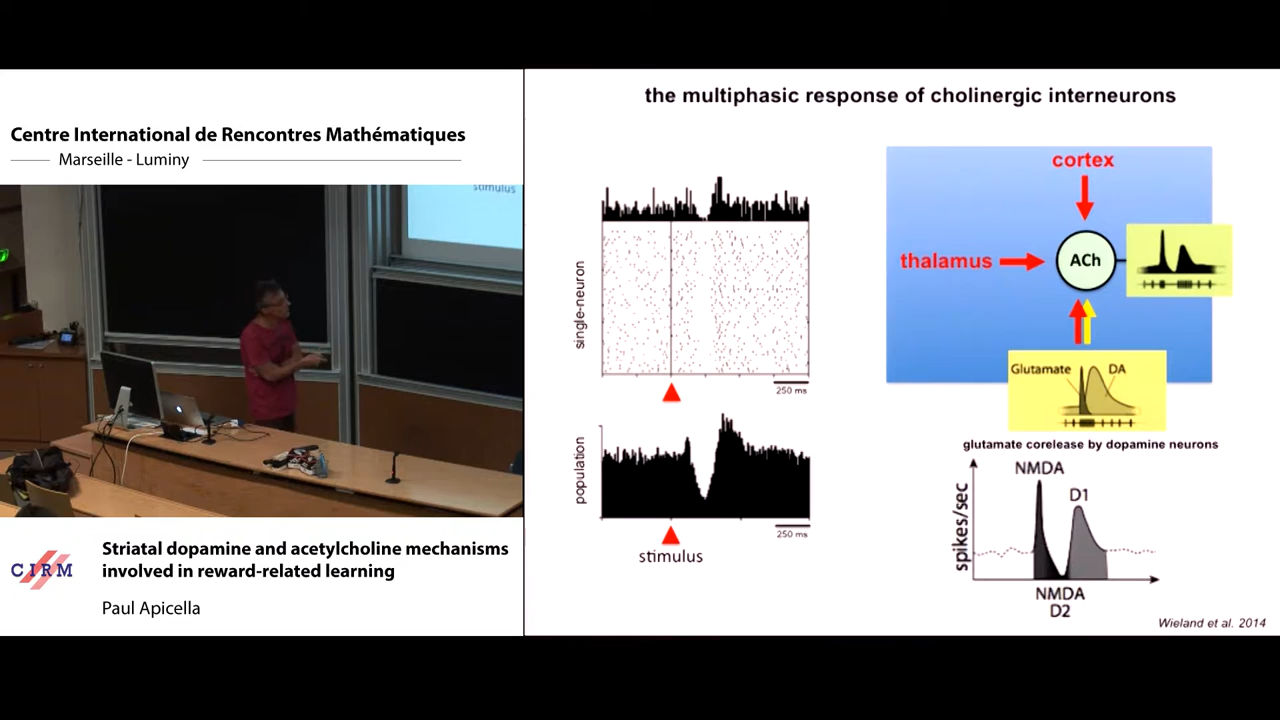 Centre International de Rencontres Mathématiques
Marseille - Luminy
stimulus
CIRM
Striatal dopamine and acetylcholine mechanisms
involved in reward-related learning
Paul Apicella
the multiphasic response of cholinergic interneurons
single-neuron
250 ms
population
250 ms
stimulus
cortex
thalamus
ACh
Glutamate
DA
glutamate corelease by dopamine neurons
NMDA
D1
spikes/sec
NMDA
D2
Wieland et al. 2014